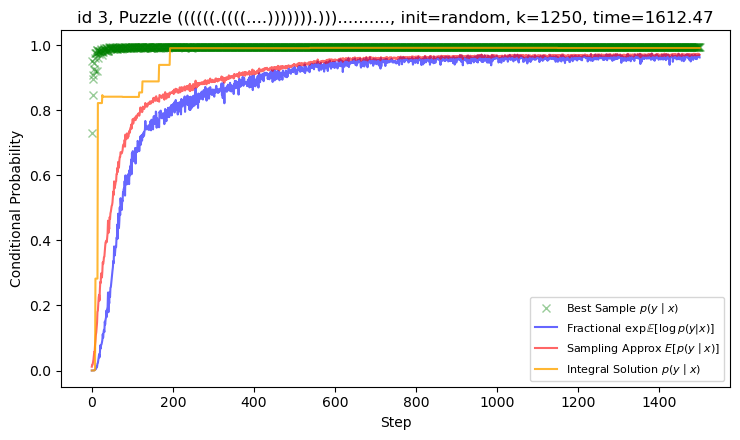 id 3, Puzzle ((((((.((((....))))))).))).........., init=random, k=1250, time=1612.47
Conditional Probability
1.0
0.8
0.6
0.4
0.2
0.0
0
200
400
600
800
1000
1200
1400
Step
Best Sample p(y | x)
Fractional exp𝔼[log p(y|x)]
Sampling Approx E[p(y | x)]
Integral Solution p(y | x)